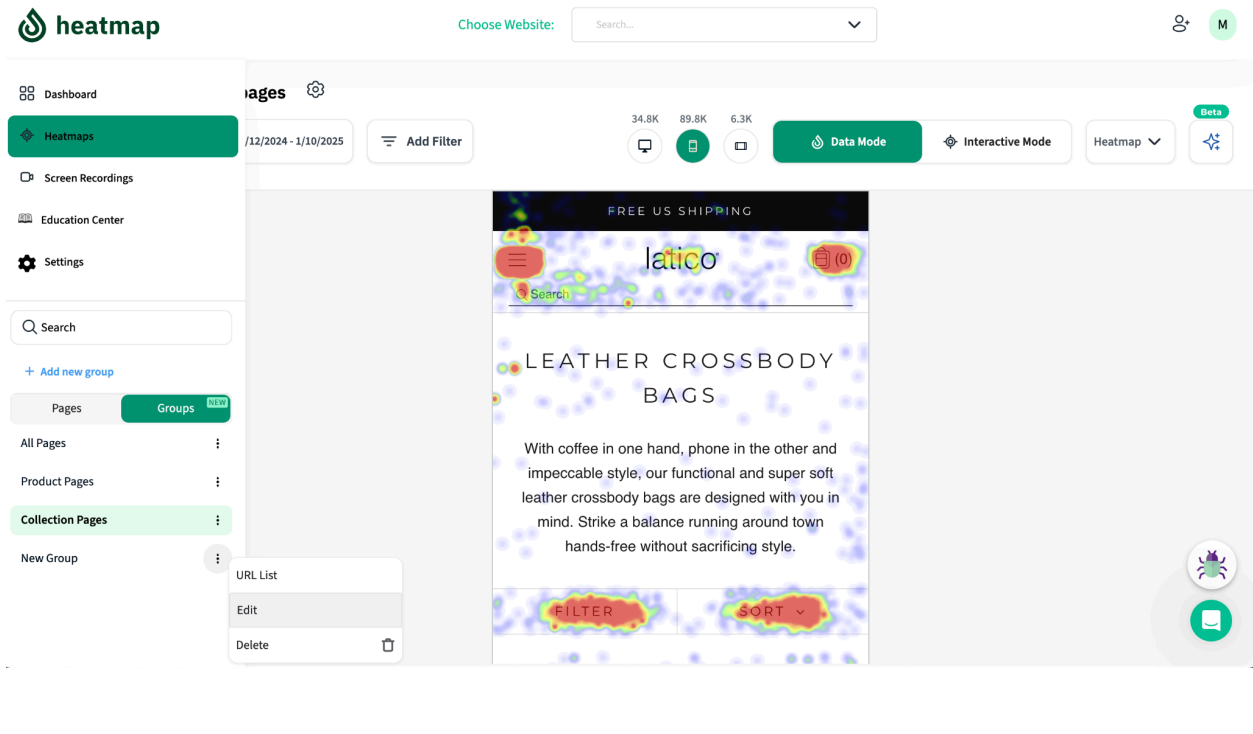 heatmap
Choose Website:
Search...
M
Dashboard
Heatmaps
Screen Recordings
Education Center
Settings
Search
+ Add new group
Pages
Groups
NEW
All Pages
Product Pages
Collection Pages
New Group
URL List
Edit
Delete
pages
/12/2024 - 1/10/2025
Add Filter
34.8K
89.8K
6.3K
Data Mode
Interactive Mode
Heatmap
Beta
FREE US SHIPPING
latico
(0)
Search
LEATHER CROSSBODY
BAGS
With coffee in one hand, phone in the other and
impeccable style, our functional and super soft
leather crossbody bags are designed with you in
mind. Strike a balance running around town
hands-free without sacrificing style.
FILTER
SORT